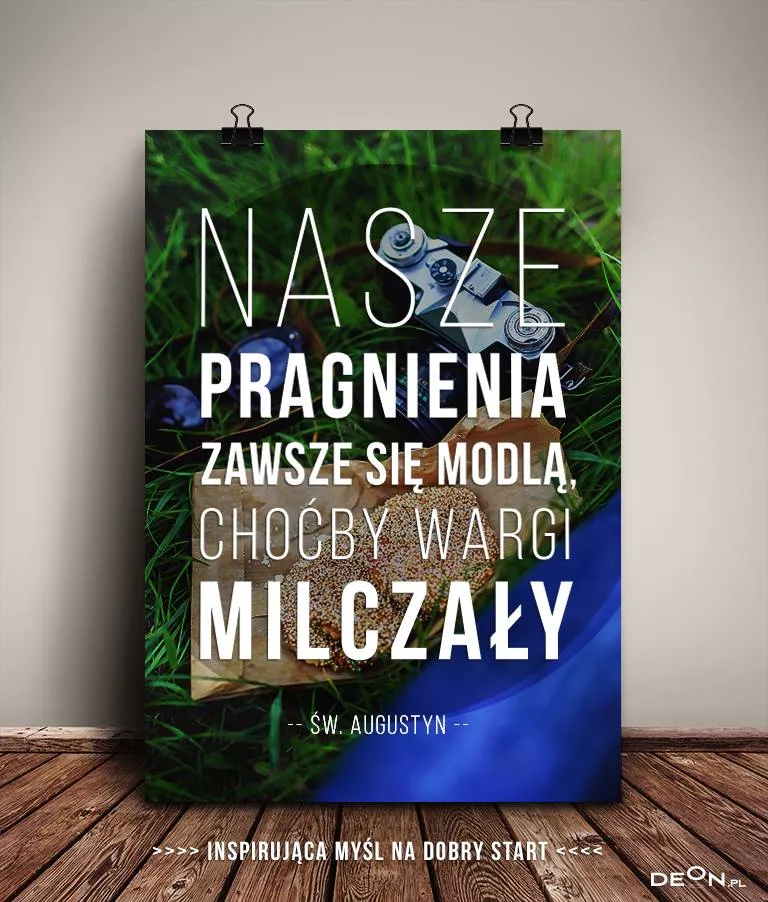 NASZE
PRAGNIENIA
ZAWSZE SIĘ MODLĄ,
CHOĆBY WARGI
MILCZAŁY
-- ŚW. AUGUSTYN --
>>>> INSPIRUJĄCA MYŚL NA DOBRY START <<<<
DEON.PL